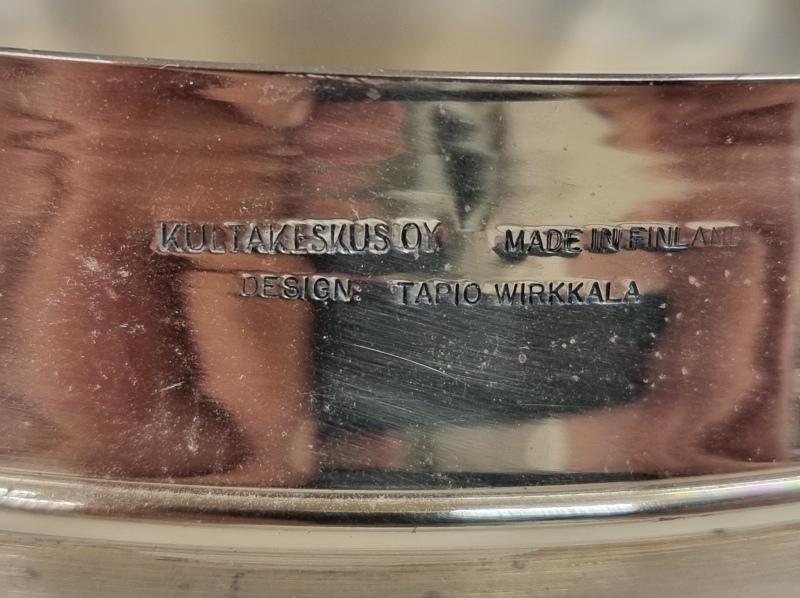 KULTAKESKUS OY MADE IN FINLAND
DESIGN: TAPIO WIRKKALA